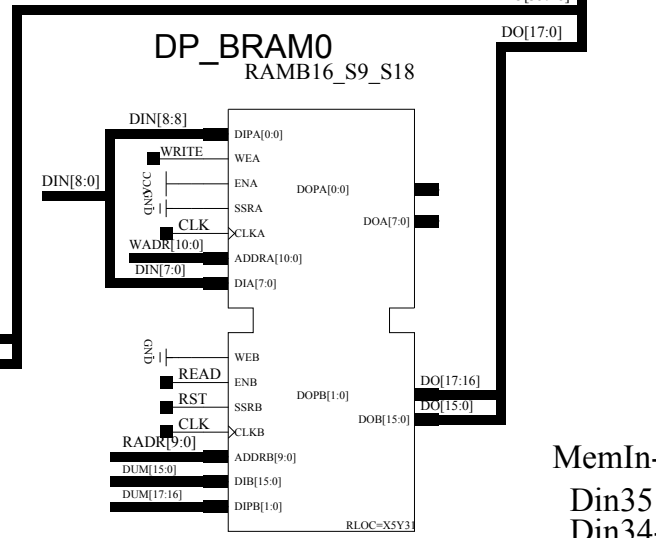 DO[17:0]
DP_BRAM0
RAMB16_S9_S18
DIN[8:8]
DIPA[0:0]
WRITE
WEA
DIN[8:0]
VCC
ENA
DOPA[0:0]
GND
SSRA
DOA[7:0]
CLK
CLKA
WADR[10:0]
ADDRA[10:0]
DIN[7:0]
DIA[7:0]
GND
WEB
READ
ENB
DO[17:16]
RST
SSRB
DOPB[1:0]
DO[15:0]
CLK
CLKB
DOB[15:0]
RADR[9:0]
ADDRB[9:0]
MemIn-
DUM[15:0]
DIB[15:0]
DUM[17:16]
DIPB[1:0]
Din35
RLOC=X5Y31
Din34-